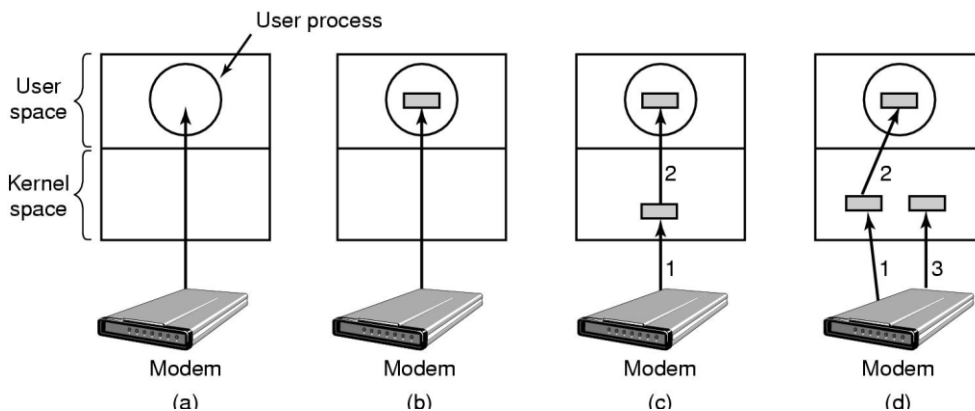 User process
User
space
Kernel
space
2
2
1
1
3
Modem
Modem
Modem
Modem
(a)
(b)
(c)
(d)